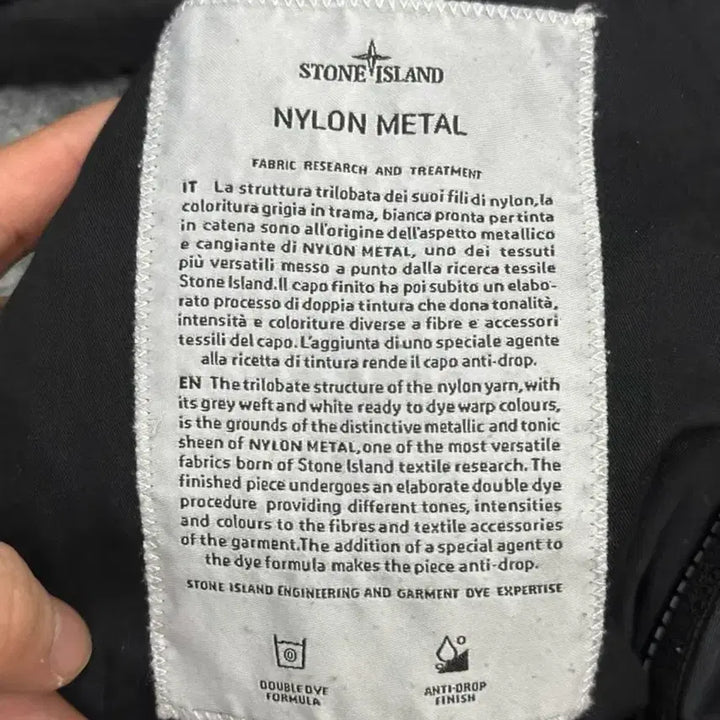 STONE ISLAND
NYLON METAL
FABRIC RESEARCH AND TREATMENT
IT La struttura trilobata dei suoi fili di nylon, la
coloritura grigia in trama, bianca pronta per tinta
in catena sono all'origine dell'aspetto metallico
e cangiante di NYLON METAL, uno dei tessuti
più versatili messo a punto dalla ricerca tessile
Stone Island. Il capo finito ha poi subito un elabo-
rato processo di doppia tintura che dona tonalità,
intensità e coloriture diverse a fibre e accessori
tessili del capo. L'aggiunta di uno speciale agente
alla ricetta di tintura rende il capo anti-drop.
EN The trilobate structure of the nylon yarn, with
its grey weft and white ready to dye warp colours,
is the grounds of the distinctive metallic and tonic
sheen of NYLON METAL, one of the most versatile
fabrics born of Stone Island textile research. The
finished piece undergoes an elaborate double dye
procedure providing different tones, intensities
and colours to the fibres and textile accessories
of the garment. The addition of a special agent to
the dye formula makes the piece anti-drop.
STONE ISLAND ENGINEERING AND GARMENT DYE EXPERTISE
DOUBLE DYE
FORMULA
ANTI-DROP
FINISH